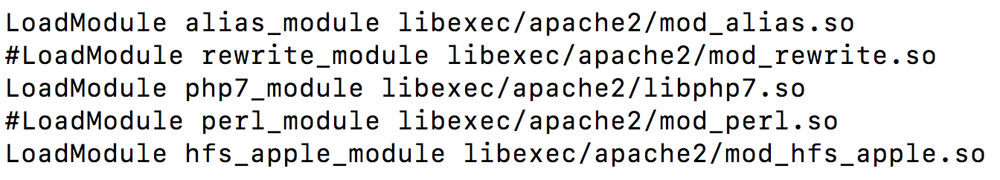 LoadModule alias_module libexec/apache2/mod_alias.so
#LoadModule rewrite_module libexec/apache2/mod_rewrite.so
LoadModule php7_module libexec/apache2/libphp7.so
#LoadModule perl_module libexec/apache2/mod_perl.so
LoadModule hfs_apple_module libexec/apache2/mod_hfs_apple.so